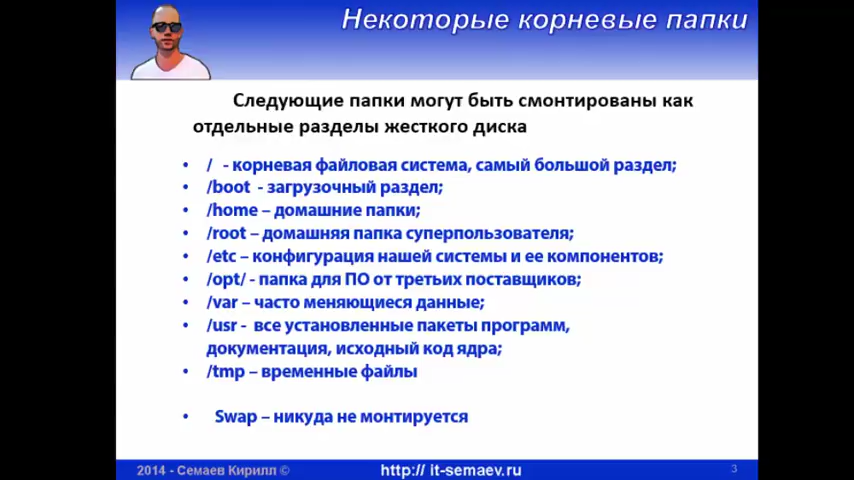 Некоторые корневые папки
Следующие папки могут быть смонтированы как
отдельные разделы жесткого диска
• / - корневая файловая система, самый большой раздел;
• /boot - загрузочный раздел;
• /home – домашние папки;
• /root – домашняя папка суперпользователя;
• /etc – конфигурация нашей системы и ее компонентов;
• /opt/ - папка для ПО от третьих поставщиков;
• /var – часто меняющиеся данные;
• /usr - все установленные пакеты программ,
документация, исходный код ядра;
• /tmp – временные файлы
• Swap – никуда не монтируется
2014 - Семаев Кирилл © http:// it-semaev.ru 3